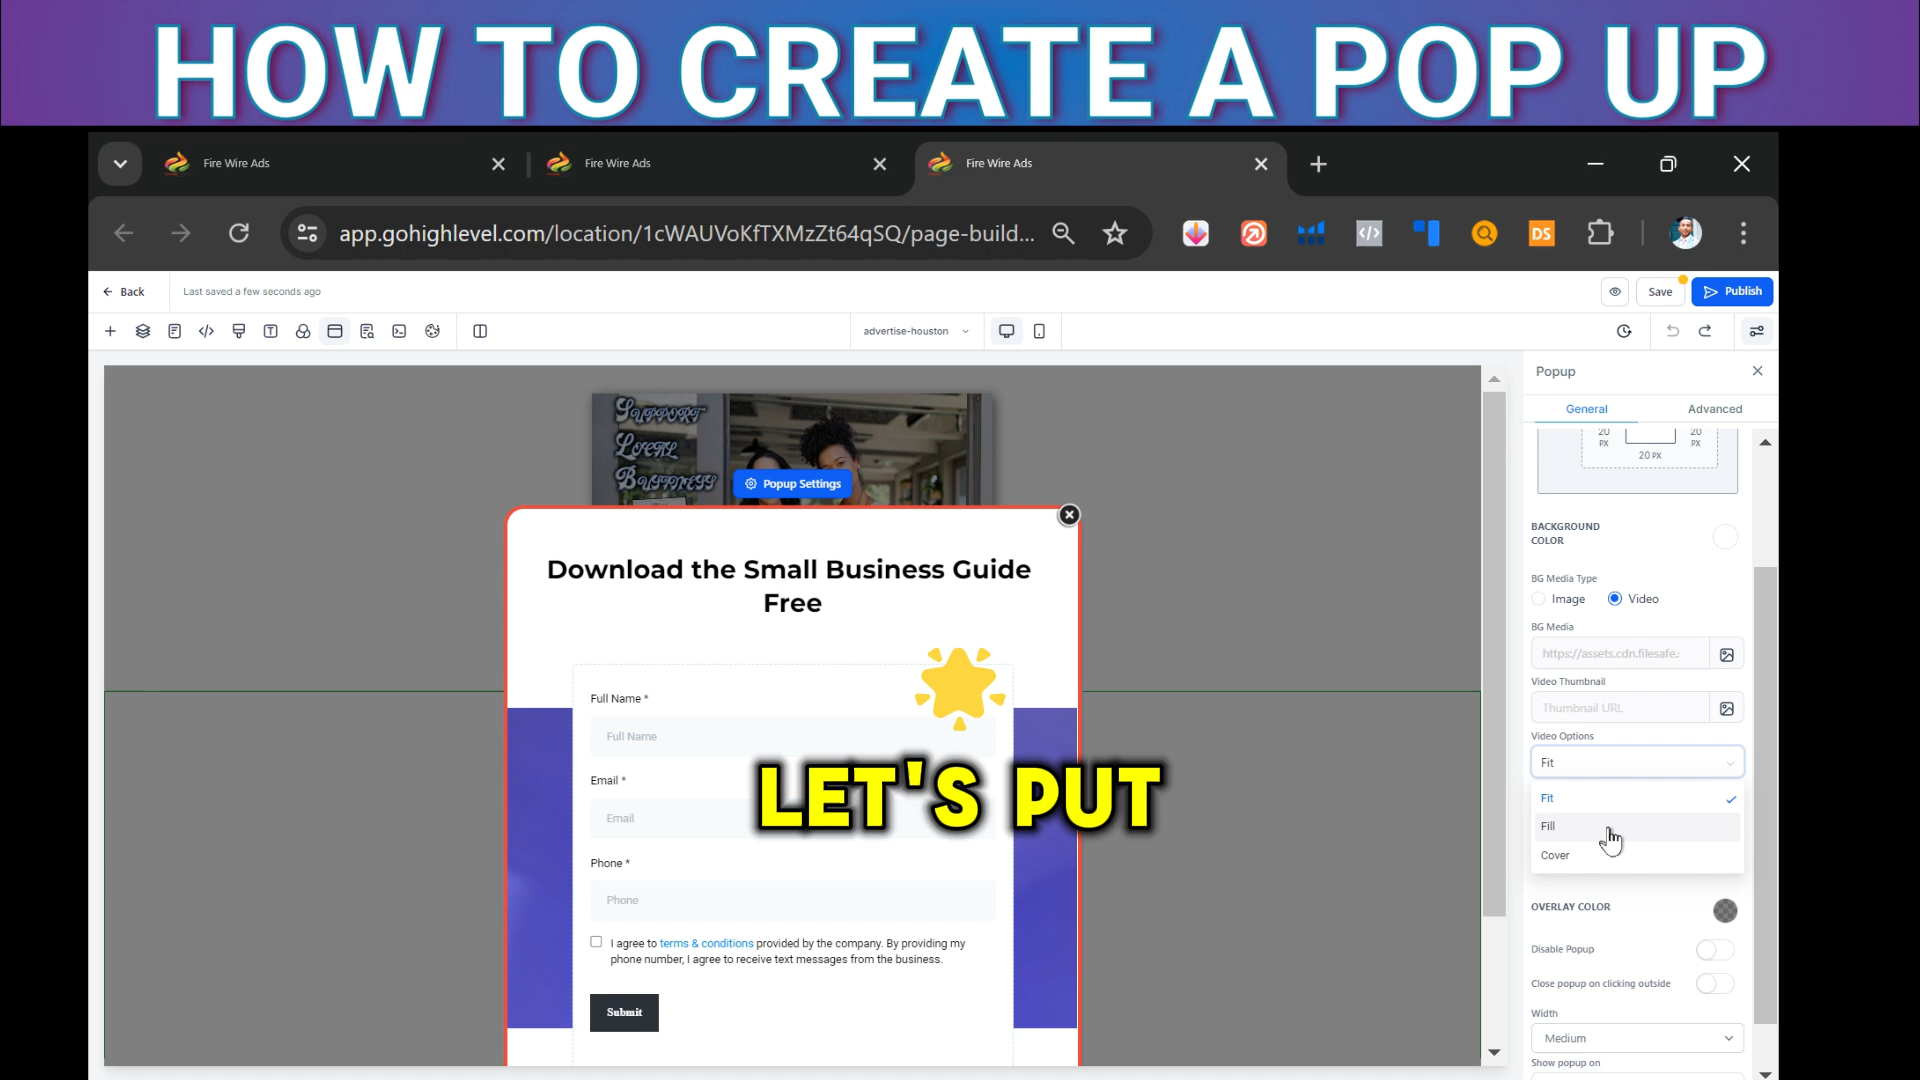 HOW TO CREATE A POP UP
Fire Wire Ads
Fire Wire Ads
Fire Wire Ads
app.gohighlevel.com/location/1cWAUVoKfTXMzZt64qSQ/page-build...
DS
Back
Last saved a few seconds ago
Save
Publish
advertise-houston
Popup
General
Advanced
20
PX
20
PX
20 PX
SUPPORT
LOCAL
BUSINESS
Popup Settings
BACKGROUND
COLOR
Download the Small Business Guide
Free
BG Media Type
Image
Video
BG Media
https://assets.cdn.filesafe.:
Video Thumbnail
Thumbnail URL
Video Options
Fit
Fit
Fill
Cover
Full Name *
Full Name
Email *
Email
LET'S PUT
Phone *
Phone
I agree to terms & conditions provided by the company. By providing my
phone number, I agree to receive text messages from the business.
Submit
OVERLAY COLOR
Disable Popup
Close popup on clicking outside
Width
Medium
Show popup on